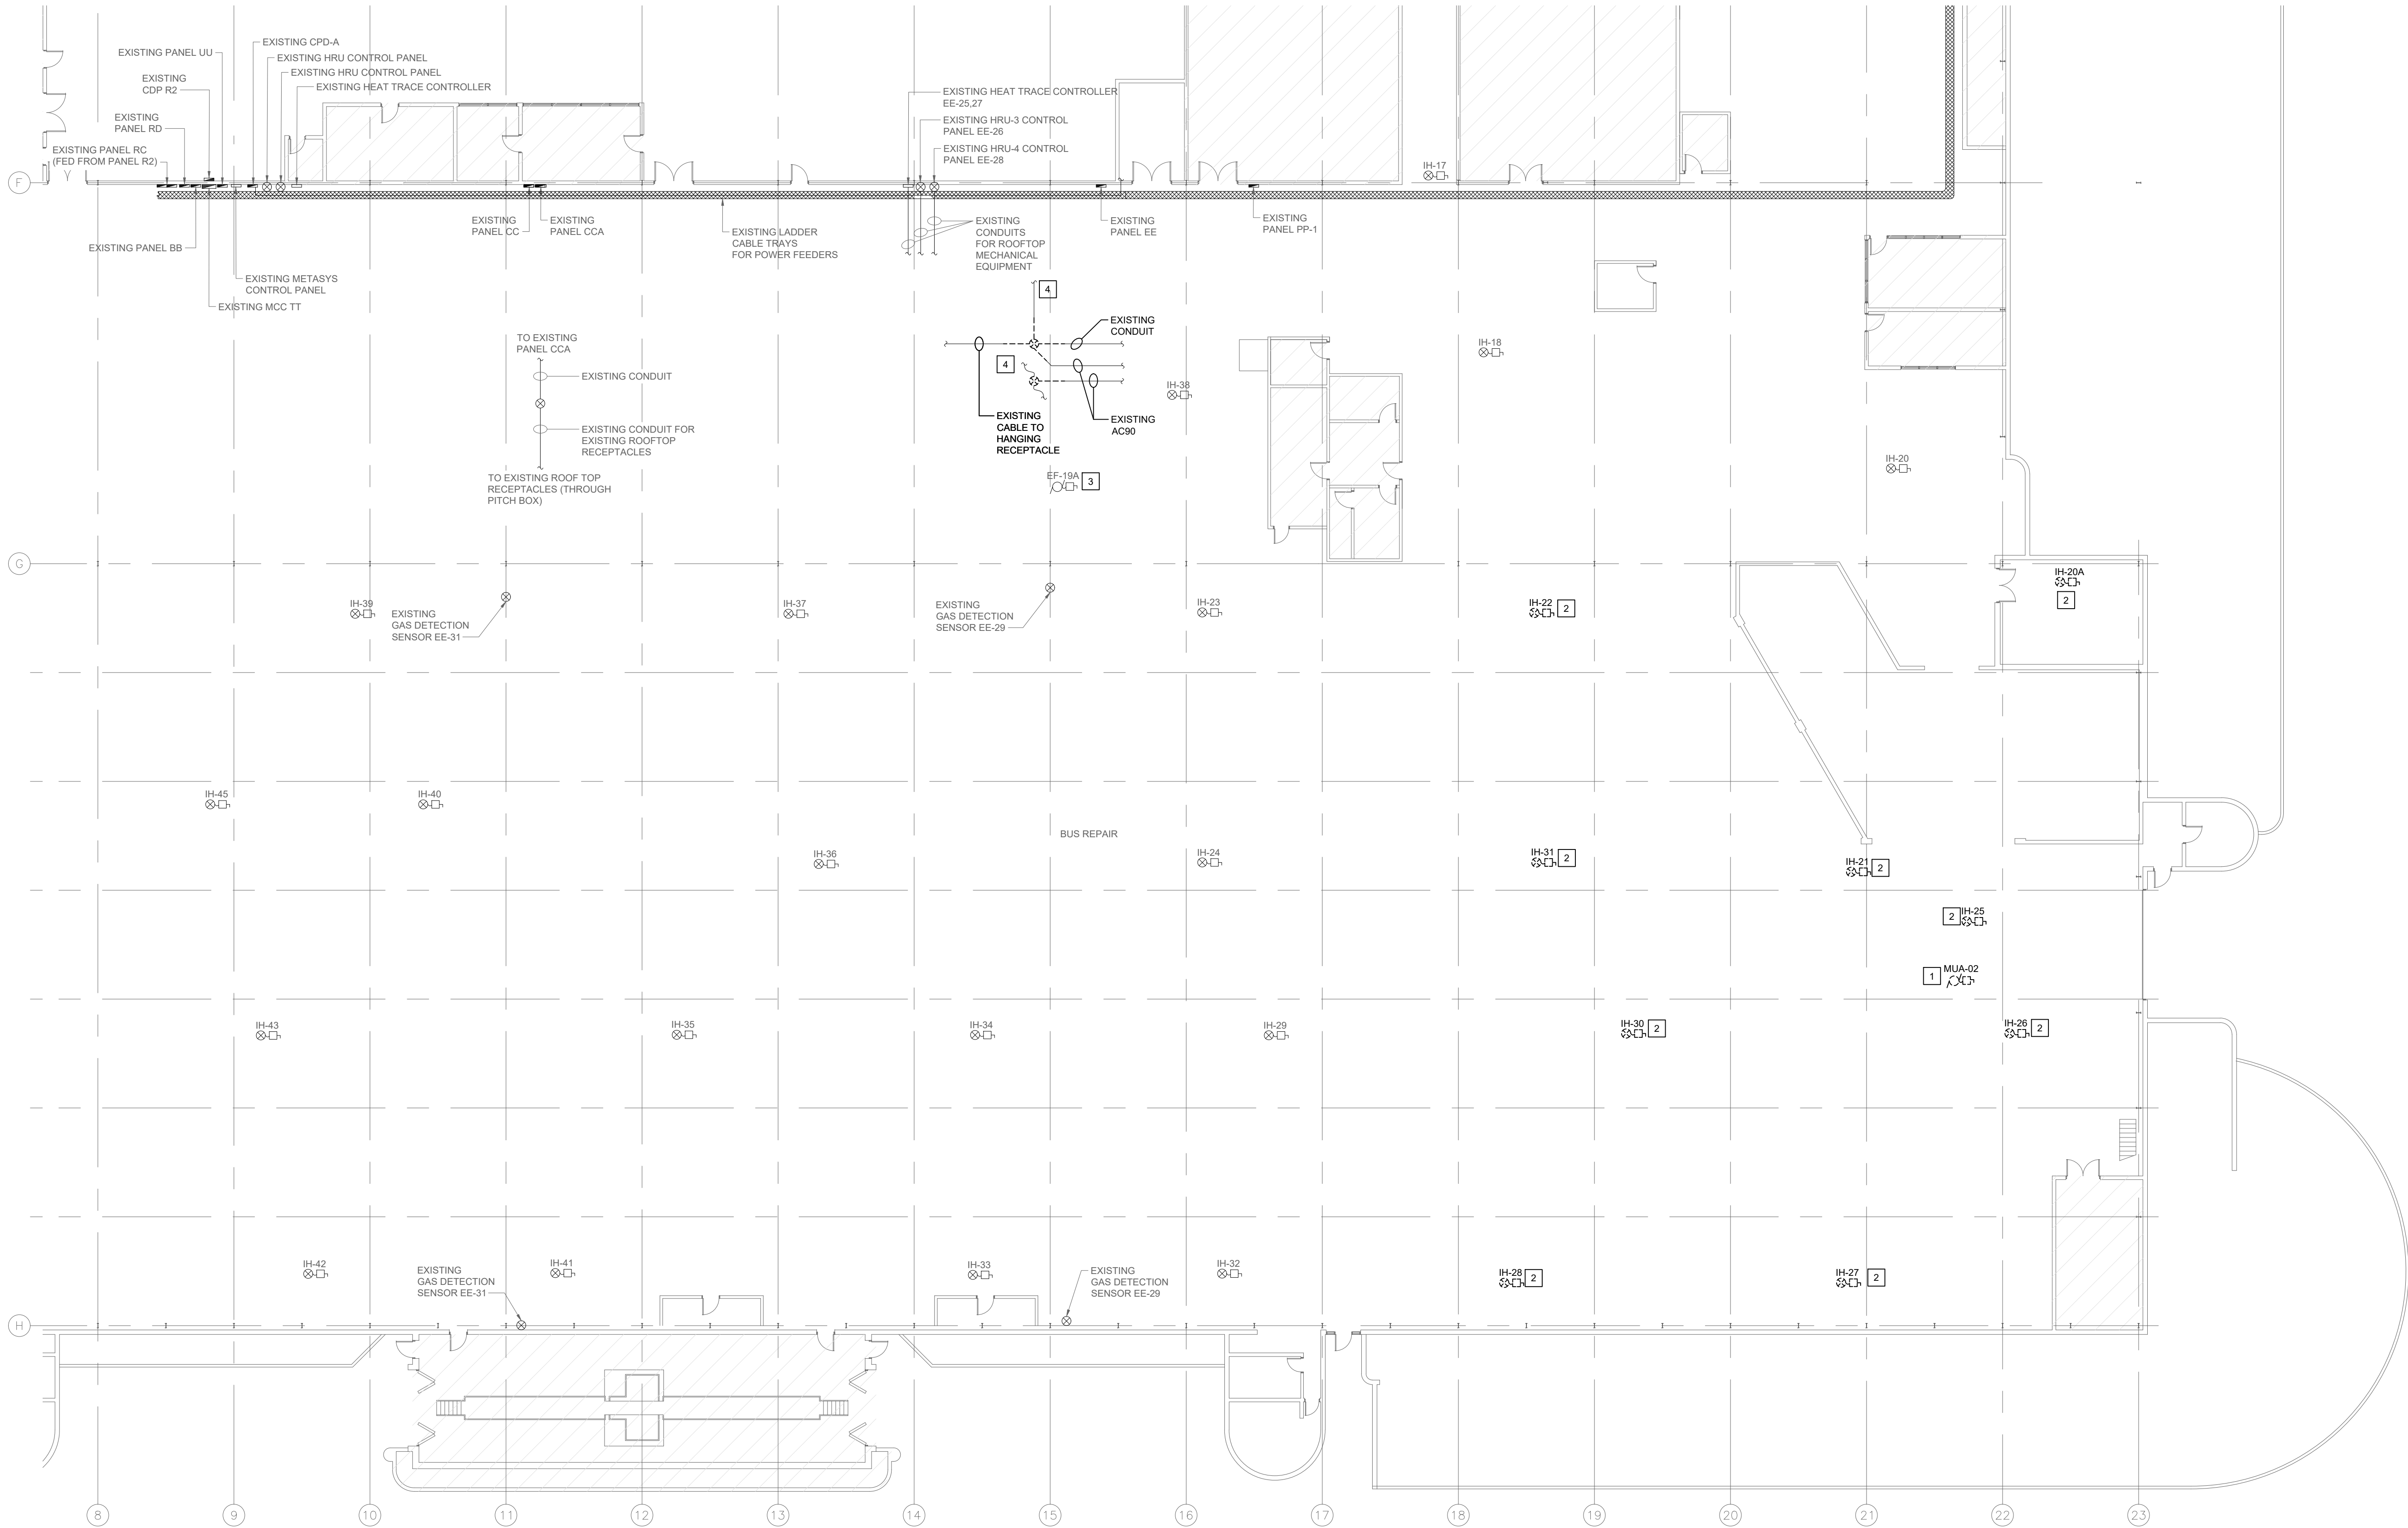 EXISTING CPD-A
EXISTING PANEL UU
EXISTING HRU CONTROL PANEL
EXISTING HRU CONTROL PANEL
EXISTING
CDP R2
EXISTING HEAT TRACE CONTROLLER
EXISTING HEAT TRACE CONTROLLER
EE-25,27
EXISTING
PANEL RD
EXISTING HRU-3 CONTROL
PANEL EE-26
EXISTING PANEL RC
(FED FROM PANEL R2)
EXISTING HRU-4 CONTROL
PANEL EE-28
IH-17
F
EXISTING PANEL BB
EXISTING
PANEL CC
EXISTING
PANEL CCA
EXISTING LADDER
CABLE TRAYS
FOR POWER FEEDERS
EXISTING
CONDUITS
FOR ROOFTOP
MECHANICAL
EQUIPMENT
EXISTING
PANEL EE
EXISTING
PANEL PP-1
EXISTING METASYS
CONTROL PANEL
EXISTING MCC TT
4
EXISTING
CONDUIT
TO EXISTING
PANEL CCA
EXISTING CONDUIT
4
IH-18
IH-38
EXISTING
CABLE TO
HANGING
RECEPTACLE
EXISTING
AC90
EXISTING CONDUIT FOR
EXISTING ROOFTOP
RECEPTACLES
TO EXISTING ROOF TOP
RECEPTACLES (THROUGH
PITCH BOX)
EF-19A
3
IH-20
G
IH-20A
2
IH-39
EXISTING
GAS DETECTION
SENSOR EE-31
IH-37
EXISTING
GAS DETECTION
SENSOR EE-29
IH-23
IH-22
2
IH-45
IH-40
BUS REPAIR
IH-36
IH-24
IH-31
2
IH-21
2
2
IH-25
1
MUA-02
IH-43
IH-35
IH-34
IH-29
IH-30
2
IH-26
2
IH-42
EXISTING
GAS DETECTION
SENSOR EE-31
IH-41
IH-33
EXISTING
GAS DETECTION
SENSOR EE-29
IH-32
IH-28
2
IH-27
2
H
8
9
10
11
12
13
14
15
16
17
18
19
20
21
22
23